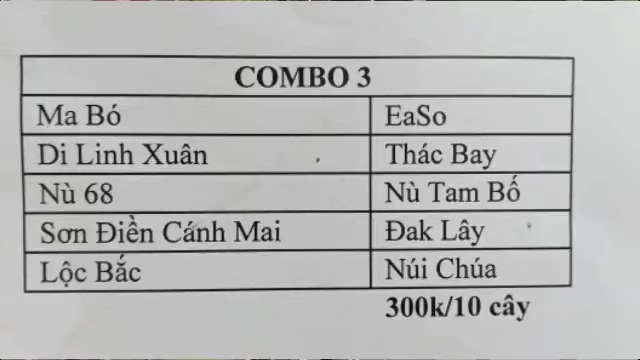 COMBO 3
Ma Bó EaSo
Di Linh Xuân Thác Bay
Nù 68 Nù Tam Bố
Sơn Điền Cánh Mai Đak Lây
Lộc Bắc Núi Chúa
300k/10 cây